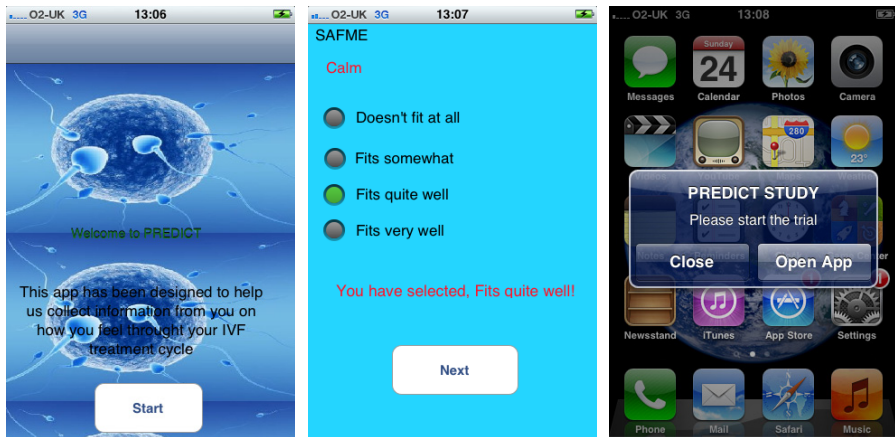 O2-UK 3G 13:06
Welcome to PREDICT
This app has been designed to help
us collect information from you on
how you feel throught your IVF
treatment cycle
Start
O2-UK 3G 13:07
SAFME
Calm
Doesn't fit at all
Fits somewhat
Fits quite well
Fits very well
You have selected, Fits quite well!
Next
O2-UK 3G 13:08
Sunday
24
Messages Calendar Photos Camera
280
23°
PREDICT STUDY
Please start the trial
Close Open App
Notes Reminders Center
Newsstand iTunes App Store Settings
Phone Mail Safari Music